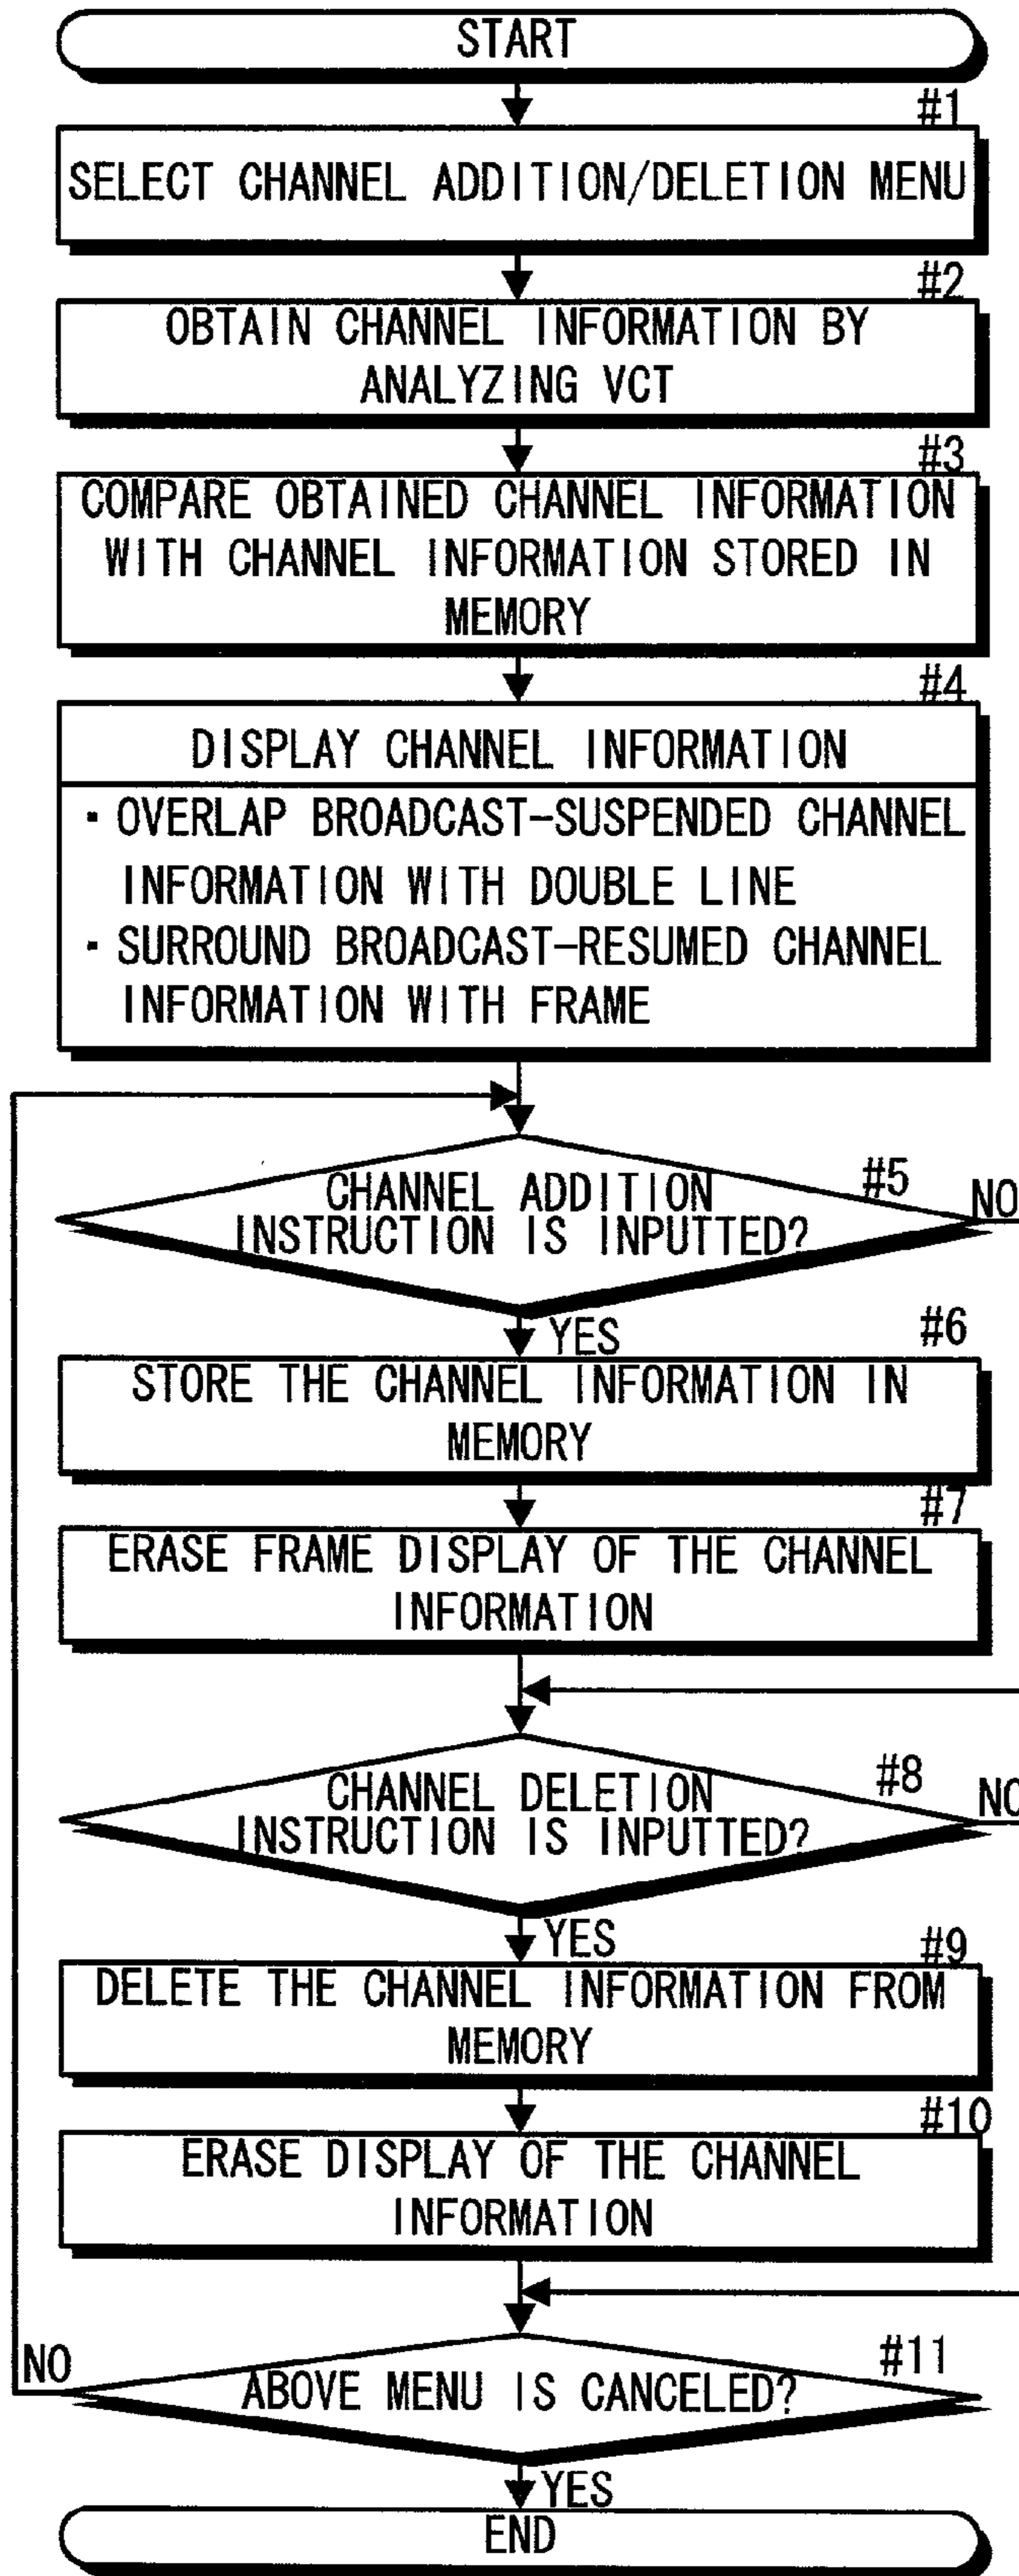 START
#1
SELECT CHANNEL ADDITION/DELETION MENU
#2
OBTAIN CHANNEL INFORMATION BY
ANALYZING VCT
#3
COMPARE OBTAINED CHANNEL INFORMATION
WITH CHANNEL INFORMATION STORED IN
MEMORY
#4
DISPLAY CHANNEL INFORMATION
· OVERLAP BROADCAST-SUSPENDED CHANNEL
INFORMATION WITH DOUBLE LINE
· SURROUND BROADCAST-RESUMED CHANNEL
INFORMATION WITH FRAME
#5
NO
CHANNEL ADDITION
INSTRUCTION IS INPUTTED?
YES
#6
STORE THE CHANNEL INFORMATION IN
MEMORY
#7
ERASE FRAME DISPLAY OF THE CHANNEL
INFORMATION
#8
NO
CHANNEL DELETION
INSTRUCTION IS INPUTTED?
YES
#9
DELETE THE CHANNEL INFORMATION FROM
MEMORY
#10
ERASE DISPLAY OF THE CHANNEL
INFORMATION
#11
NO
ABOVE MENU IS CANCELED?
YES
END